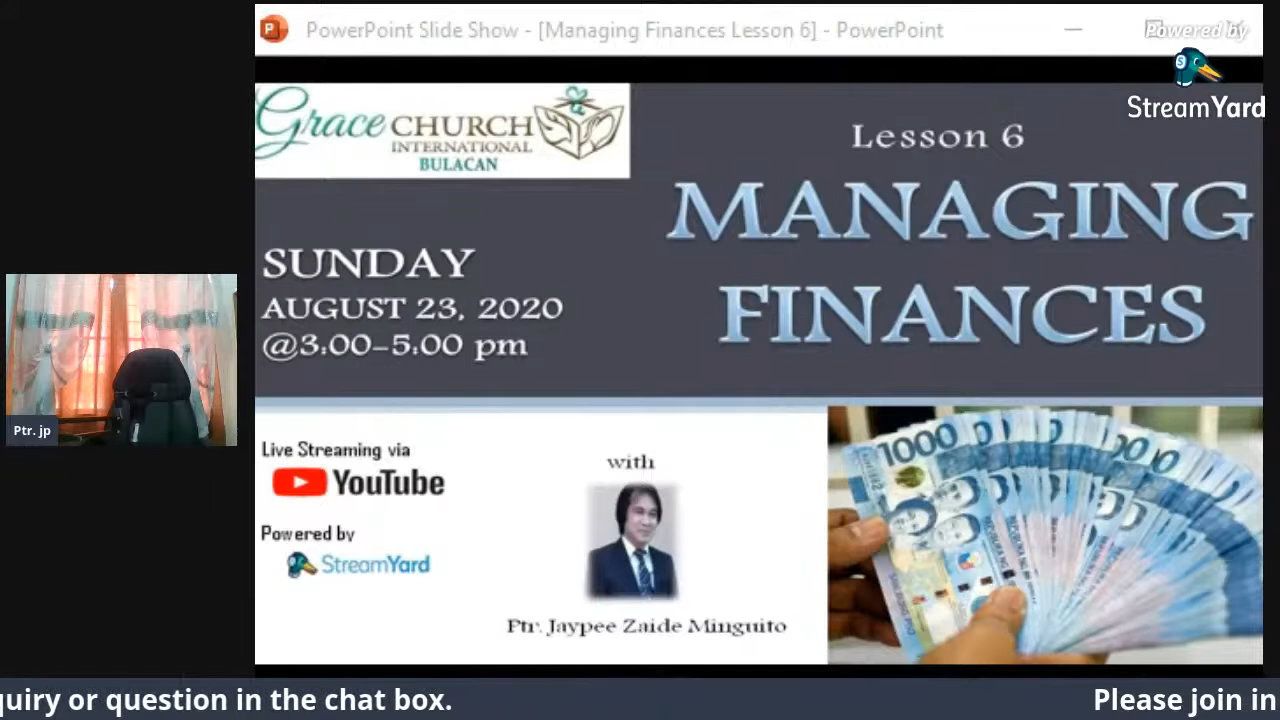 PowerPoint Slide Show - [Managing Finances Lesson 6] - PowerPoint
Powered by
StreamYard
Grace CHURCH
INTERNATIONAL
BULACAN
Lesson 6
MANAGING
FINANCES
SUNDAY
AUGUST 23, 2020
@3:00-5:00 pm
Ptr. jp
Live Streaming via
YouTube
Powered by
StreamYard
with
Ptr. Jaypee Zaide Minguito
1000
quiry or question in the chat box.
Please join in